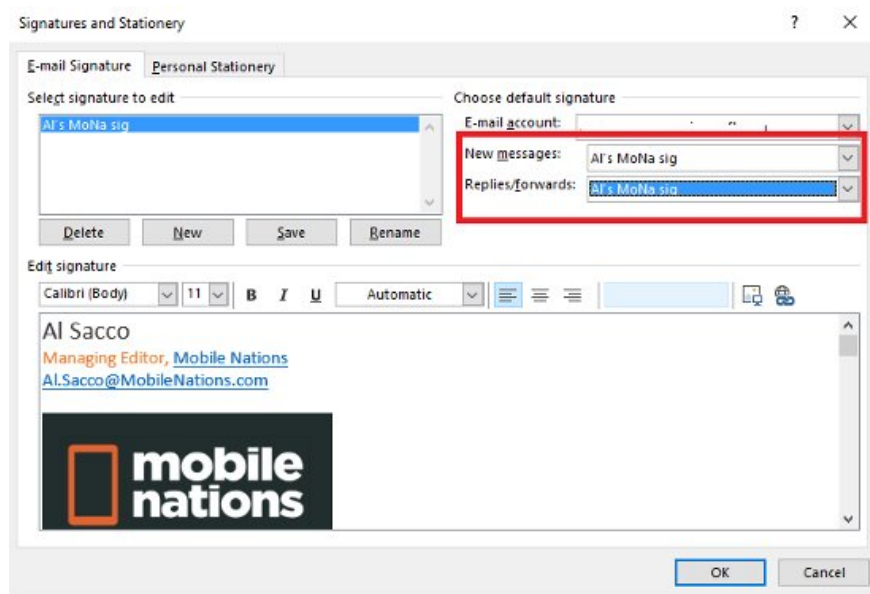 Signatures and Stationery
?
E-mail Signature
Personal Stationery
Select signature to edit
Al's MoNa sig
Delete
New
Save
Rename
Choose default signature
E-mail account:
New messages:
Al's MoNa sig
Replies/forwards:
Al's MoNa sig
Edit signature
Calibri (Body)
11
B
I
U
Automatic
Al Sacco
Managing Editor, Mobile Nations
Al.Sacco@MobileNations.com
mobile
nations
OK
Cancel